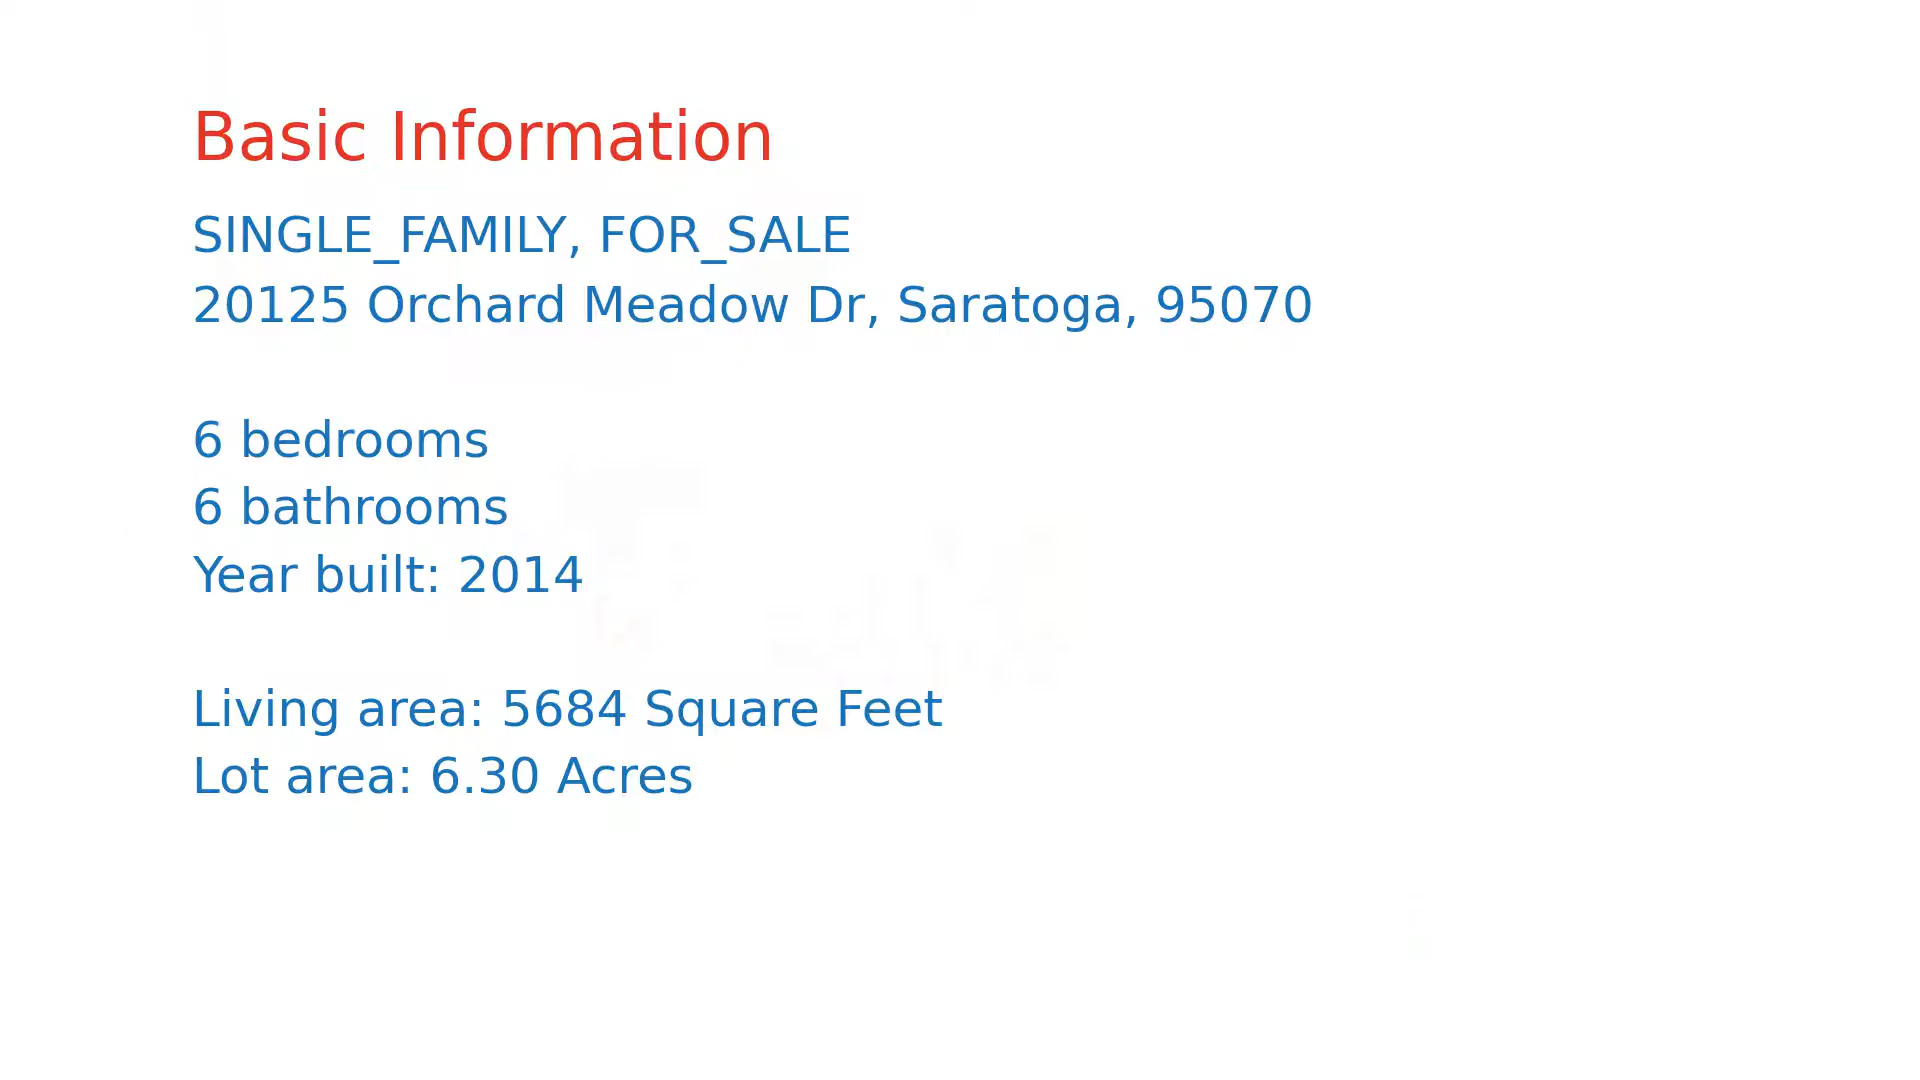 Basic Information
SINGLE_FAMILY, FOR_SALE
20125 Orchard Meadow Dr, Saratoga, 95070
6 bedrooms
6 bathrooms
Year built: 2014
Living area: 5684 Square Feet
Lot area: 6.30 Acres